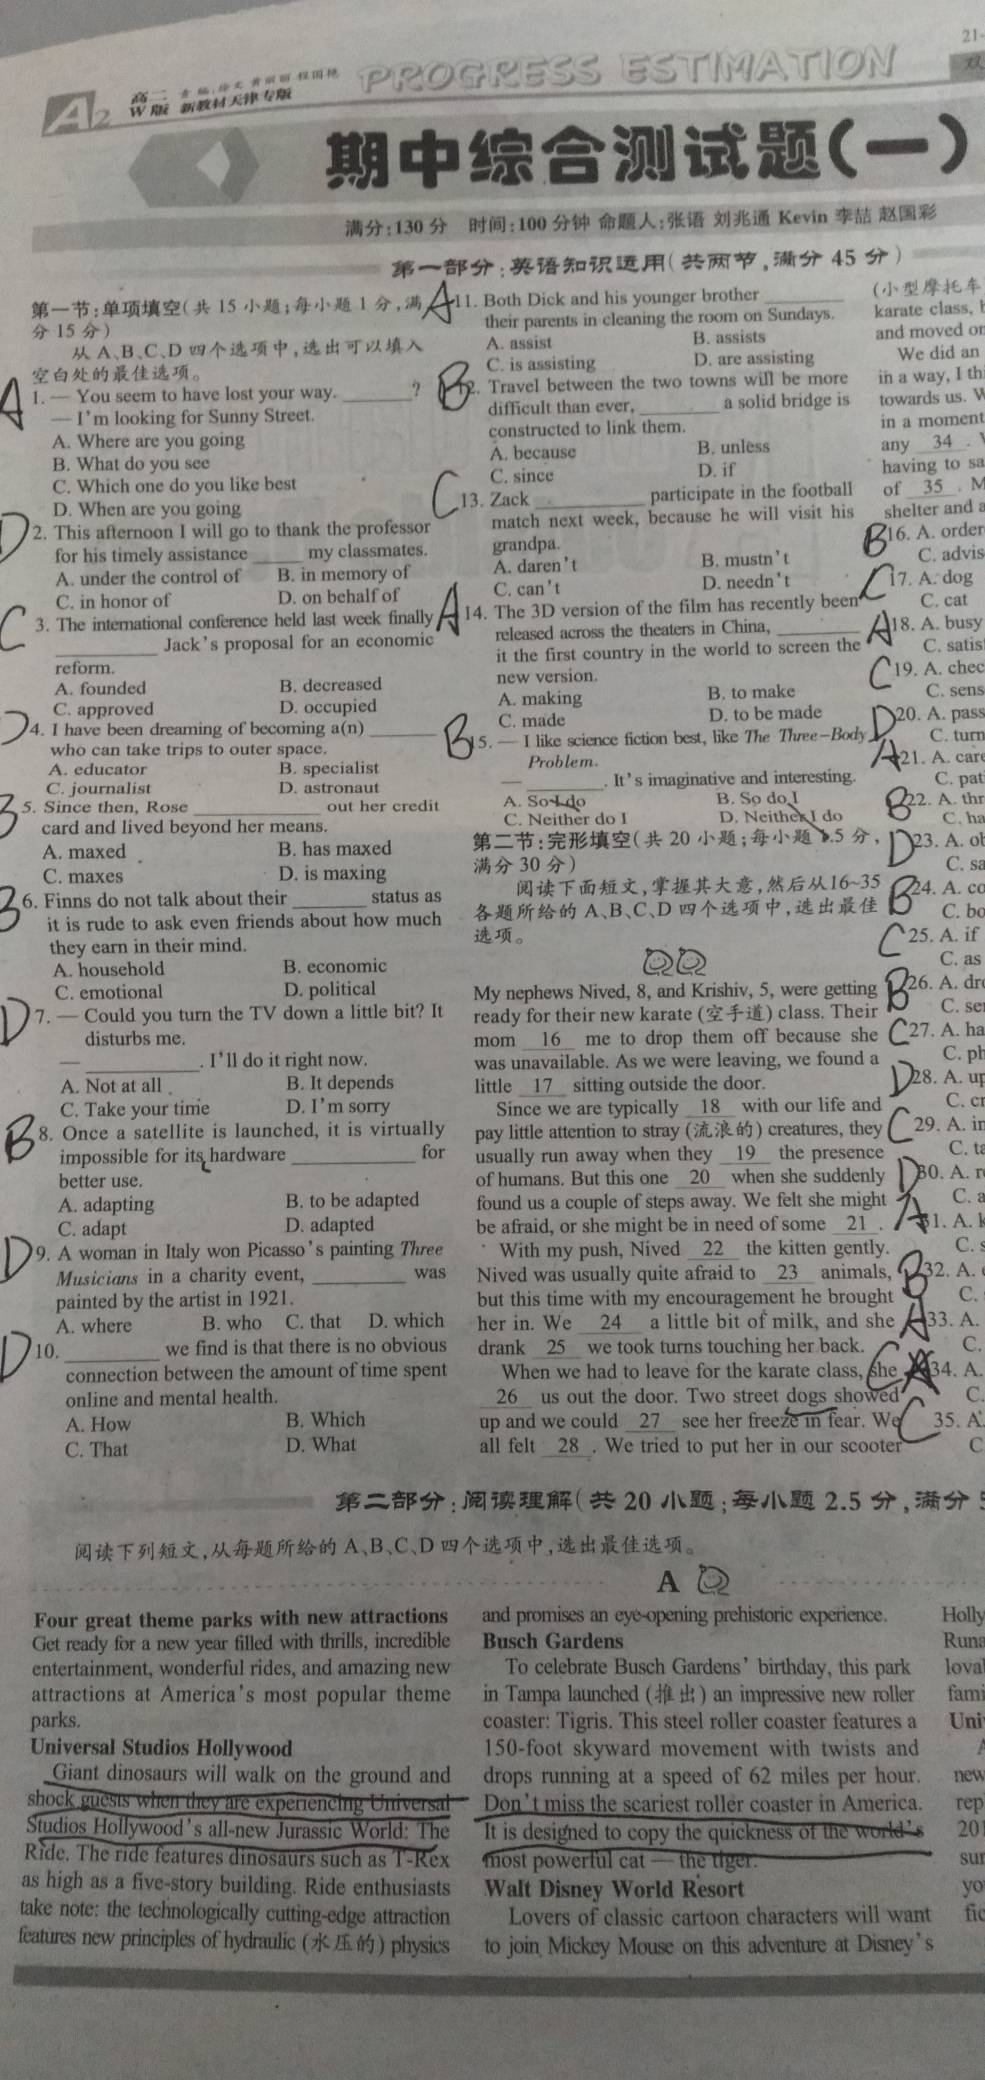 21-
A2
高二
W版 新教材天津专版
PROGRESS ESTIMATION
双
期中综合测试题(一)
满分:130分 时间:100分钟 命题人:张语 刘兆通 Kevin 李喆 赵国彩
第一部分:英语知识运用(共两节,满分 45 分)
第一节:单项填空(共 15 小题;每小题 1 分,满
分 15 分)
从 A、B、C、D 四个选项中,选出可以填入
空白处的最佳选项。
A
1. — You seem to have lost your way. ______?
— I'm looking for Sunny Street.
A. Where are you going
B. What do you see
C. Which one do you like best
D. When are you going
D
2. This afternoon I will go to thank the professor
for his timely assistance ______ my classmates.
A. under the control of B. in memory of
C. in honor of D. on behalf of
C
3. The international conference held last week finally
______ Jack's proposal for an economic
reform.
A. founded B. decreased
C. approved D. occupied
D
4. I have been dreaming of becoming a(n) ______
who can take trips to outer space.
A. educator B. specialist
C. journalist D. astronaut
B
5. Since then, Rose ______ out her credit
card and lived beyond her means.
A. maxed B. has maxed
C. maxes D. is maxing
B
6. Finns do not talk about their ______ status as
it is rude to ask even friends about how much
they earn in their mind.
A. household B. economic
C. emotional D. political
D
7. — Could you turn the TV down a little bit? It
disturbs me.
— ______. I'll do it right now.
A. Not at all B. It depends
C. Take your time D. I'm sorry
B
8. Once a satellite is launched, it is virtually
impossible for its hardware ______ for
better use.
A. adapting B. to be adapted
C. adapt D. adapted
D
9. A woman in Italy won Picasso's painting Three
Musicians in a charity event, ______ was
painted by the artist in 1921.
A. where B. who C. that D. which
D
10. ______ we find is that there is no obvious
connection between the amount of time spent
online and mental health.
A. How B. Which
C. That D. What
A
11. Both Dick and his younger brother ______
their parents in cleaning the room on Sundays.
A. assist B. assists
C. is assisting D. are assisting
B
12. Travel between the two towns will be more
difficult than ever, ______ a solid bridge is
constructed to link them.
A. because B. unless
C. since D. if
C
13. Zack ______ participate in the football
match next week, because he will visit his
grandpa.
A. daren't B. mustn't
C. can't D. needn't
A
14. The 3D version of the film has recently been
released across the theaters in China, ______
it the first country in the world to screen the
new version.
A. making B. to make
C. made D. to be made
B
15. — I like science fiction best, like The Three-Body
Problem.
— ______. It's imaginative and interesting.
A. So I do B. So do I
C. Neither do I D. Neither I do
第二节:完形填空(共 20 小题;每小题 1.5 分,
满分 30 分)
阅读下面短文,掌握其大意,然后从16~35
各题所给的 A、B、C、D 四个选项中,选出最佳
选项。
My nephews Nived, 8, and Krishiv, 5, were getting
ready for their new karate (空手道) class. Their
mom 16 me to drop them off because she
was unavailable. As we were leaving, we found a
little 17 sitting outside the door.
Since we are typically 18 with our life and
pay little attention to stray (流浪的) creatures, they
usually run away when they 19 the presence
of humans. But this one 20 when she suddenly
found us a couple of steps away. We felt she might
be afraid, or she might be in need of some 21 .
With my push, Nived 22 the kitten gently.
Nived was usually quite afraid to 23 animals,
but this time with my encouragement he brought
her in. We 24 a little bit of milk, and she
drank 25 we took turns touching her back.
When we had to leave for the karate class, she
26 us out the door. Two street dogs showed
up and we could 27 see her freeze in fear. We
all felt 28 . We tried to put her in our scooter
(小型摩托车
karate class,
and moved on
We did an
in a way, I th
towards us. W
in a moment
any 34 .
having to sa
of 35 . M
shelter and a
B
16. A. order
C. advis
C
17. A. dog
C. cat
A
18. A. busy
C. satis
C
19. A. chec
C. sens
D
20. A. pass
C. turn
A
21. A. care
C. pat
B
22. A. thr
C. ha
D
23. A. ob
C. sa
B
24. A. co
C. bo
C
25. A. if
C. as
B
26. A. dr
C. se
C
27. A. ha
C. ph
D
28. A. up
C. cr
C
29. A. in
C. ta
D
30. A. r
C. a
A
31. A. k
C. s
B
32. A.
C.
A
33. A.
C.
C
34. A.
C.
C
35. A.
C
第二部分:阅读理解(共 20 小题;每小题 2.5 分,满分 5
阅读下列短文,从每题所给的 A、B、C、D 四个选项中,选出最佳选项。
A
Four great theme parks with new attractions
Get ready for a new year filled with thrills, incredible
entertainment, wonderful rides, and amazing new
attractions at America's most popular theme
parks.
Universal Studios Hollywood
Giant dinosaurs will walk on the ground and
shock guests when they are experiencing Universal
Studios Hollywood's all-new Jurassic World: The
Ride. The ride features dinosaurs such as T-Rex
as high as a five-story building. Ride enthusiasts
take note: the technologically cutting-edge attraction
features new principles of hydraulic (水压的) physics
and promises an eye-opening prehistoric experience.
Busch Gardens
To celebrate Busch Gardens' birthday, this park
in Tampa launched (推出) an impressive new roller
coaster: Tigris. This steel roller coaster features a
150-foot skyward movement with twists and
drops running at a speed of 62 miles per hour.
Don't miss the scariest roller coaster in America.
It is designed to copy the quickness of the world's
most powerful cat — the tiger.
Walt Disney World Resort
Lovers of classic cartoon characters will want
to join Mickey Mouse on this adventure at Disney's
Holly
Runa
lova
fami
Uni
new
rep
201
sur
yo
fic